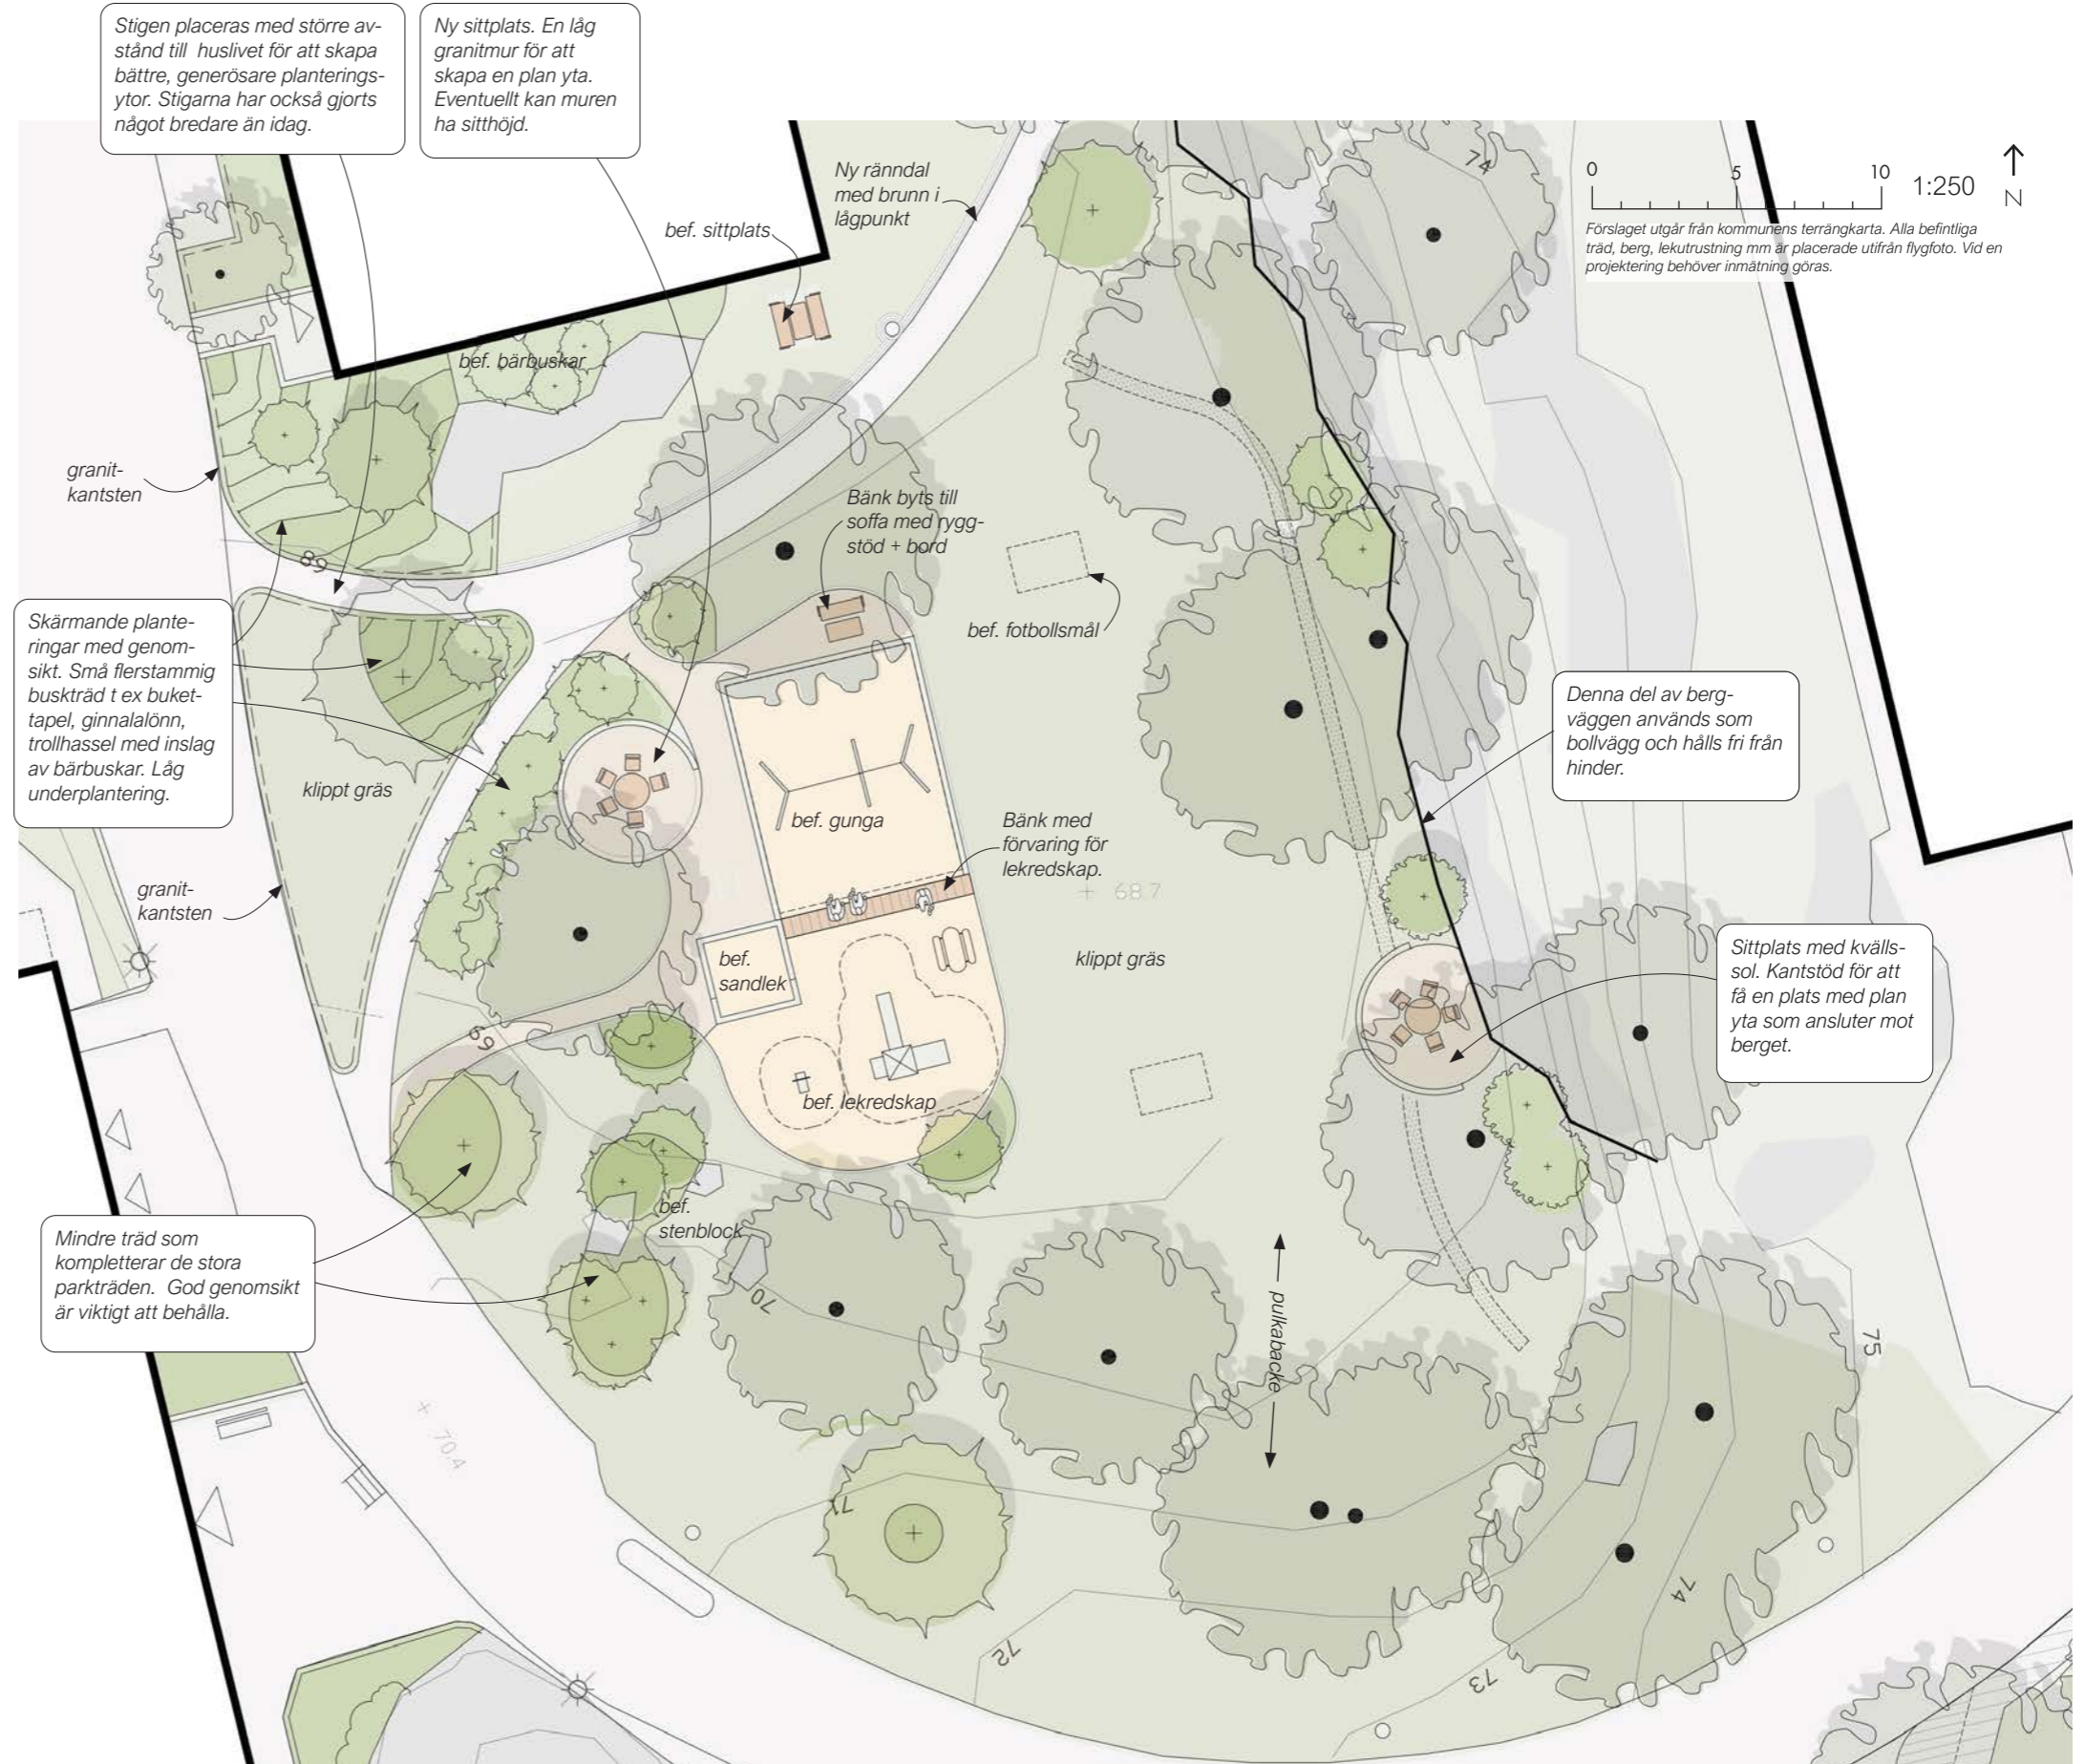 Stigen placeras med större av-
stånd till huslivet för att skapa
bättre, generösare planterings-
ytor. Stigarna har också gjorts
något bredare än idag.
Ny sittplats. En låg
granitmur för att
skapa en plan yta.
Eventuellt kan muren
ha sitthöjd.
Ny ränndal
med brunn i
lågpunkt
bef. sittplats
74
0 5 10 1:250
N
Förslaget utgår från kommunens terrängkarta. Alla befintliga
träd, berg, lekutrustning mm är placerade utifrån flygfoto. Vid en
projektering behöver inmätning göras.
bef. bärbuskar
granit-
kantsten
Bänk byts till
soffa med rygg-
stöd + bord
68
bef. fotbollsmål
Skärmande plante-
ringar med genom-
sikt. Små flerstammig
buskträd t ex buket-
tapel, ginnalalönn,
trollhassel med inslag
av bärbuskar. Låg
underplantering.
klippt gräs
Denna del av berg-
väggen används som
bollvägg och hålls fri från
hinder.
bef. gunga
Bänk med
förvaring för
lekredskap.
68.7
granit-
kantsten
bef.
sandlek
klippt gräs
Sittplats med kvälls-
sol. Kantstöd för att
få en plats med plan
yta som ansluter mot
berget.
69
bef. lekredskap
bef.
stenblock
Mindre träd som
kompletterar de stora
parkträden. God genomsikt
är viktigt att behålla.
70
pulkabacke
75
70.4
71
74
72
73